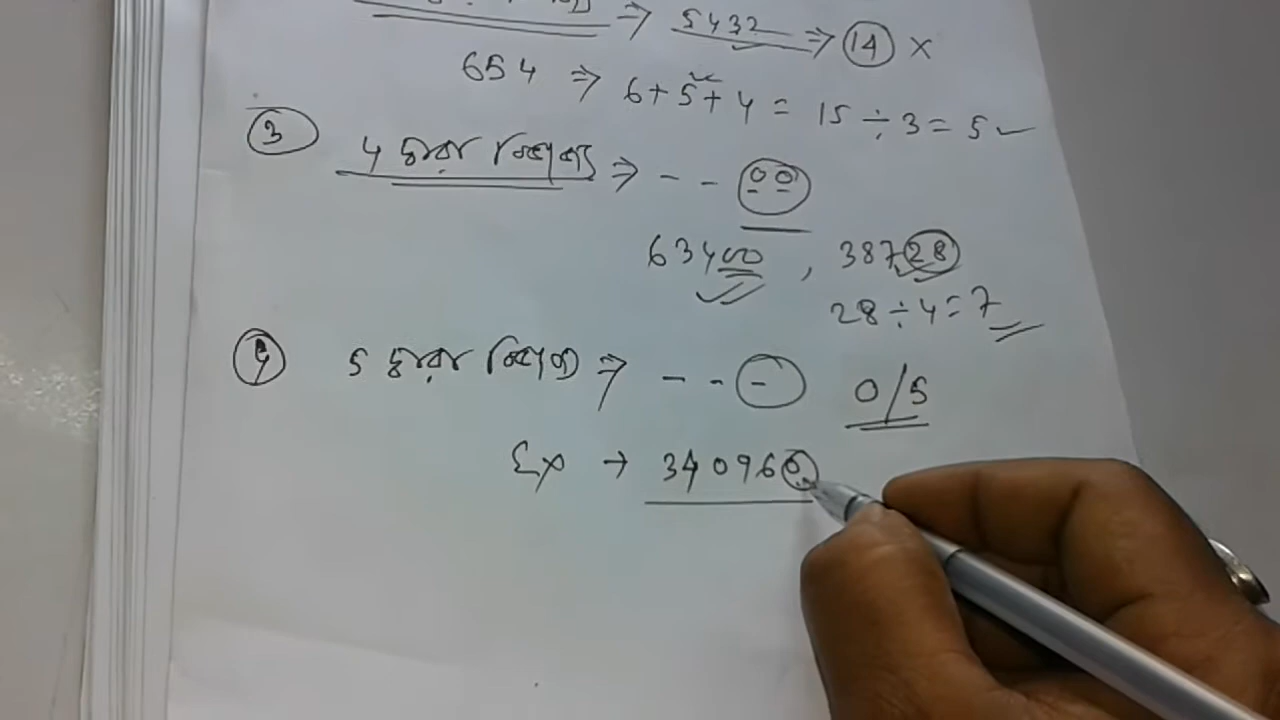 ⇒ 5432 ⇒ 14 ×
654 ⇒ 6+5+4 = 15 ÷ 3 = 5 ✓
3 4 দ্বারা বিভাজ্য ⇒ - - 00
63400 , 38728
28 ÷ 4 = 7
5 দ্বারা বিভাজ্য ⇒ - - - 0/5
Ex → 340960